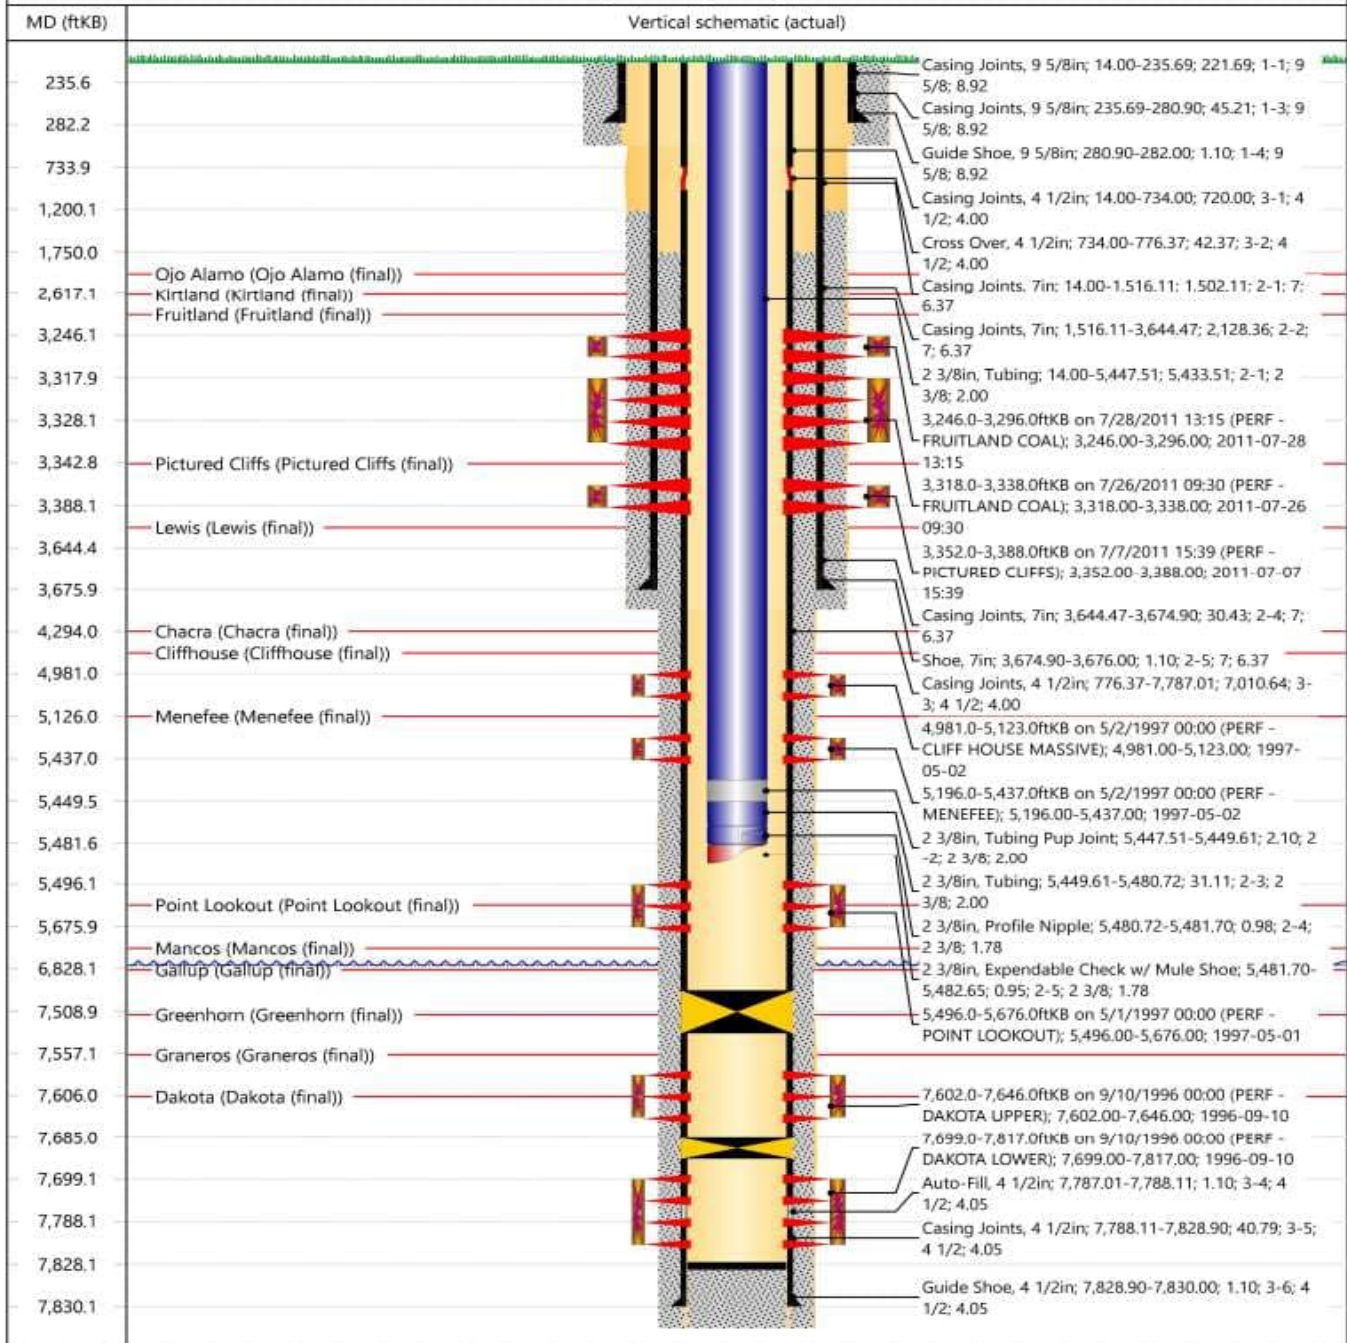 MD (ftKB)
Vertical schematic (actual)
235.6
282.2
733.9
1,200.1
1,750.0
2,617.1
3,246.1
3,317.9
3,328.1
3,342.8
3,388.1
3,644.4
3,675.9
4,294.0
4,981.0
5,126.0
5,437.0
5,449.5
5,481.6
5,496.1
5,675.9
6,828.1
7,508.9
7,557.1
7,606.0
7,685.0
7,699.1
7,788.1
7,828.1
7,830.1
Ojo Alamo (Ojo Alamo (final))
Kirtland (Kirtland (final))
Fruitland (Fruitland (final))
Pictured Cliffs (Pictured Cliffs (final))
Lewis (Lewis (final))
Chacra (Chacra (final))
Cliffhouse (Cliffhouse (final))
Menefee (Menefee (final))
Point Lookout (Point Lookout (final))
Mancos (Mancos (final))
Gallup (Gallup (final))
Greenhorn (Greenhorn (final))
Graneros (Graneros (final))
Dakota (Dakota (final))
Casing Joints, 9 5/8in; 14.00-235.69; 221.69; 1-1; 9
5/8; 8.92
Casing Joints, 9 5/8in; 235.69-280.90; 45.21; 1-3; 9
5/8; 8.92
Guide Shoe, 9 5/8in; 280.90-282.00; 1.10; 1-4; 9
5/8; 8.92
Casing Joints, 4 1/2in; 14.00-734.00; 720.00; 3-1; 4
1/2; 4.00
Cross Over, 4 1/2in; 734.00-776.37; 42.37; 3-2; 4
1/2; 4.00
Casing Joints, 7in; 14.00-1,516.11; 1,502.11; 2-1; 7;
6.37
Casing Joints, 7in; 1,516.11-3,644.47; 2,128.36; 2-2;
7; 6.37
2 3/8in, Tubing; 14.00-5,447.51; 5,433.51; 2-1; 2
3/8; 2.00
3,246.0-3,296.0ftKB on 7/28/2011 13:15 (PERF -
FRUITLAND COAL); 3,246.00-3,296.00; 2011-07-28
13:15
3,318.0-3,338.0ftKB on 7/26/2011 09:30 (PERF -
FRUITLAND COAL); 3,318.00-3,338.00; 2011-07-26
09:30
3,352.0-3,388.0ftKB on 7/7/2011 15:39 (PERF -
PICTURED CLIFFS); 3,352.00-3,388.00; 2011-07-07
15:39
Casing Joints, 7in; 3,644.47-3,674.90; 30.43; 2-4; 7;
6.37
Shoe, 7in; 3,674.90-3,676.00; 1.10; 2-5; 7; 6.37
Casing Joints, 4 1/2in; 776.37-7,787.01; 7,010.64; 3-
3; 4 1/2; 4.00
4,981.0-5,123.0ftKB on 5/2/1997 00:00 (PERF -
CLIFF HOUSE MASSIVE); 4,981.00-5,123.00; 1997-
05-02
5,196.0-5,437.0ftKB on 5/2/1997 00:00 (PERF -
MENEFEE); 5,196.00-5,437.00; 1997-05-02
2 3/8in, Tubing Pup Joint; 5,447.51-5,449.61; 2.10; 2
-2; 2 3/8; 2.00
2 3/8in, Tubing; 5,449.61-5,480.72; 31.11; 2-3; 2
3/8; 2.00
2 3/8in, Profile Nipple; 5,480.72-5,481.70; 0.98; 2-4;
2 3/8; 1.78
2 3/8in, Expendable Check w/ Mule Shoe; 5,481.70-
5,482.65; 0.95; 2-5; 2 3/8; 1.78
5,496.0-5,676.0ftKB on 5/1/1997 00:00 (PERF -
POINT LOOKOUT); 5,496.00-5,676.00; 1997-05-01
7,602.0-7,646.0ftKB on 9/10/1996 00:00 (PERF -
DAKOTA UPPER); 7,602.00-7,646.00; 1996-09-10
7,699.0-7,817.0ftKB on 9/10/1996 00:00 (PERF -
DAKOTA LOWER); 7,699.00-7,817.00; 1996-09-10
Auto-Fill, 4 1/2in; 7,787.01-7,788.11; 1.10; 3-4; 4
1/2; 4.05
Casing Joints, 4 1/2in; 7,788.11-7,828.90; 40.79; 3-5;
4 1/2; 4.05
Guide Shoe, 4 1/2in; 7,828.90-7,830.00; 1.10; 3-6; 4
1/2; 4.05